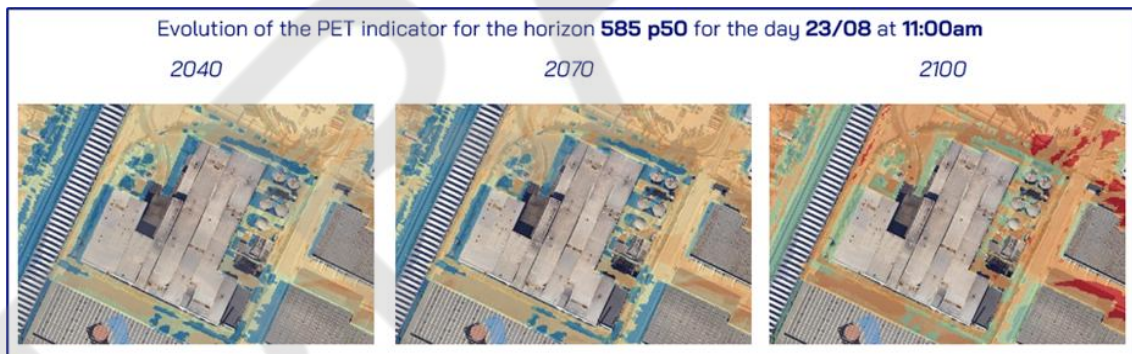 Evolution of the PET indicator for the horizon 585 p50 for the day 23/08 at 11:00am
2040 2070 2100